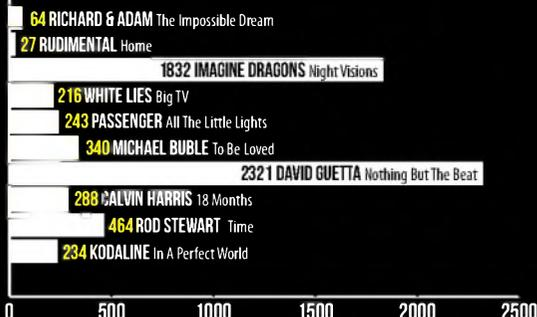 64 RICHARD & ADAM The Impossible Dream
27 RUDIMENTAL Home
1832 IMAGINE DRAGONS Night Visions
216 WHITE LIES Big TV
243 PASSENGER All The Little Lights
340 MICHAEL BUBLE To Be Loved
2321 DAVID GUETTA Nothing But The Beat
288 CALVIN HARRIS 18 Months
464 ROD STEWART Time
234 KODALINE In A Perfect World
0 500 1000 1500 2000 2500